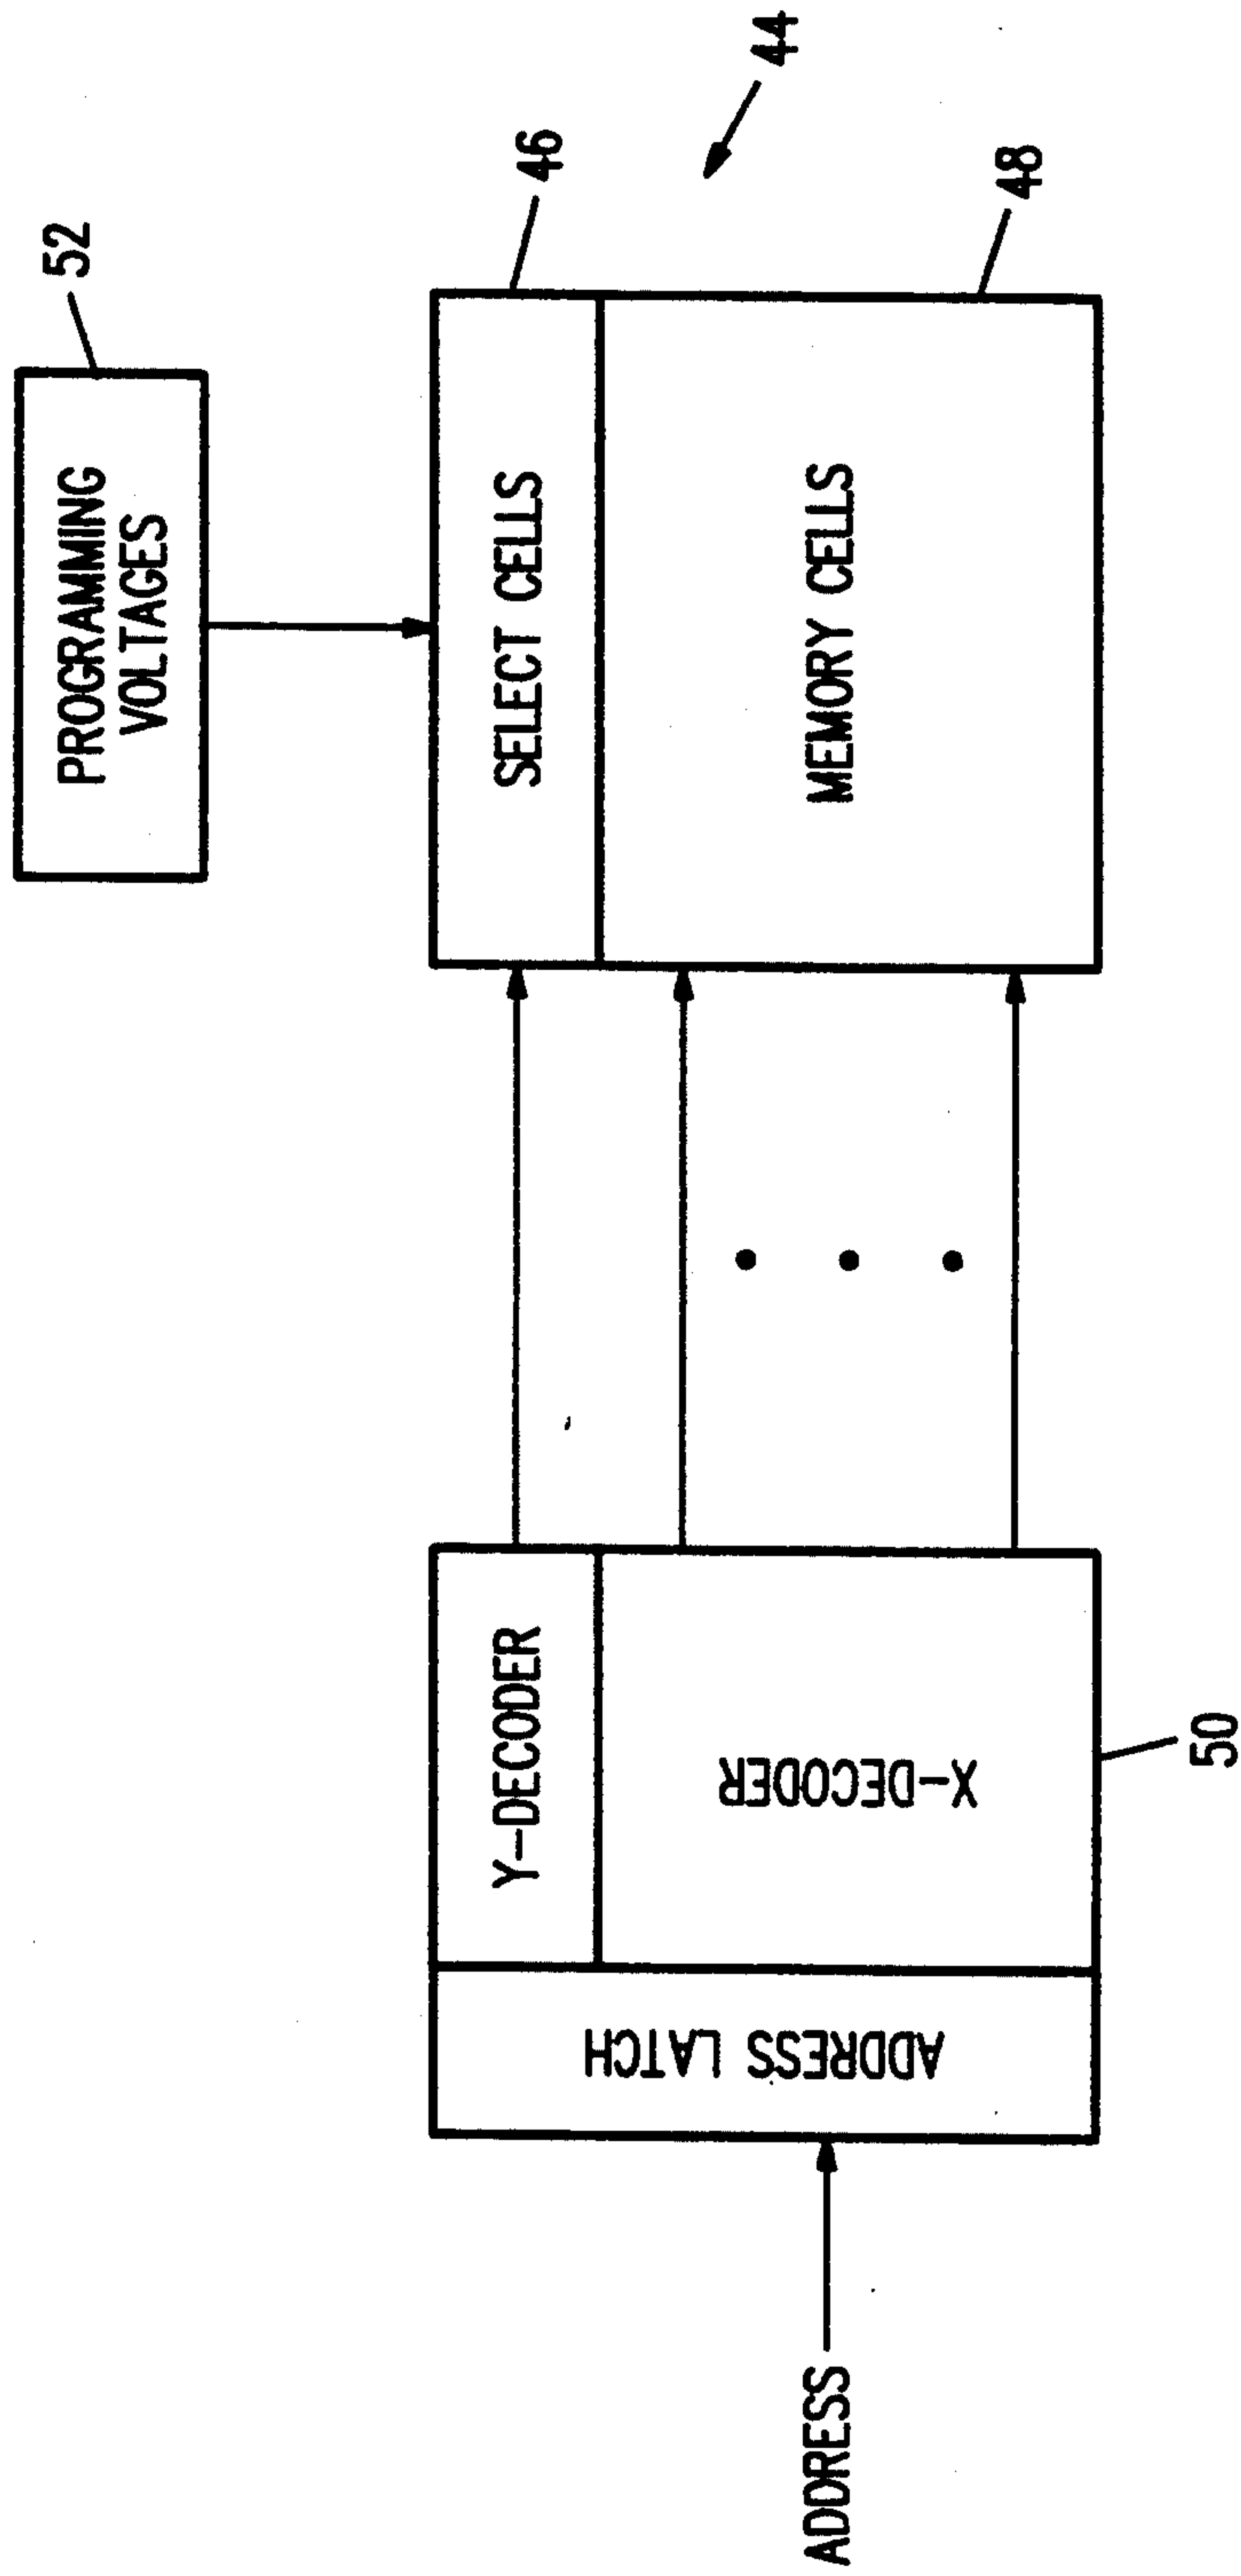 PROGRAMMING
VOLTAGES
52
SELECT CELLS
46
MEMORY CELLS
48
44
Y-DECODER
X-DECODER
50
ADDRESS LATCH
ADDRESS